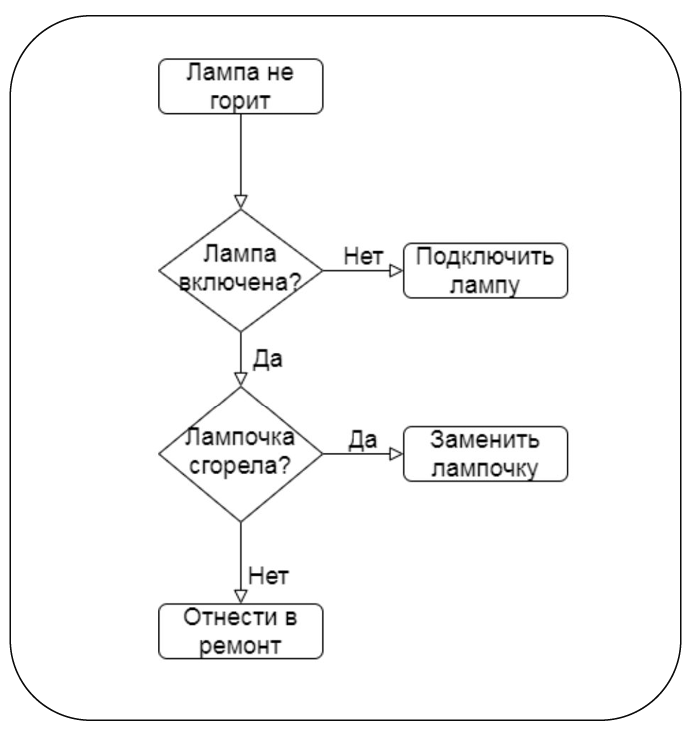 Лампа не
горит
Лампа
включена?
Нет
Подключить
лампу
Да
Лампочка
сгорела?
Да
Заменить
лампочку
Нет
Отнести в
ремонт